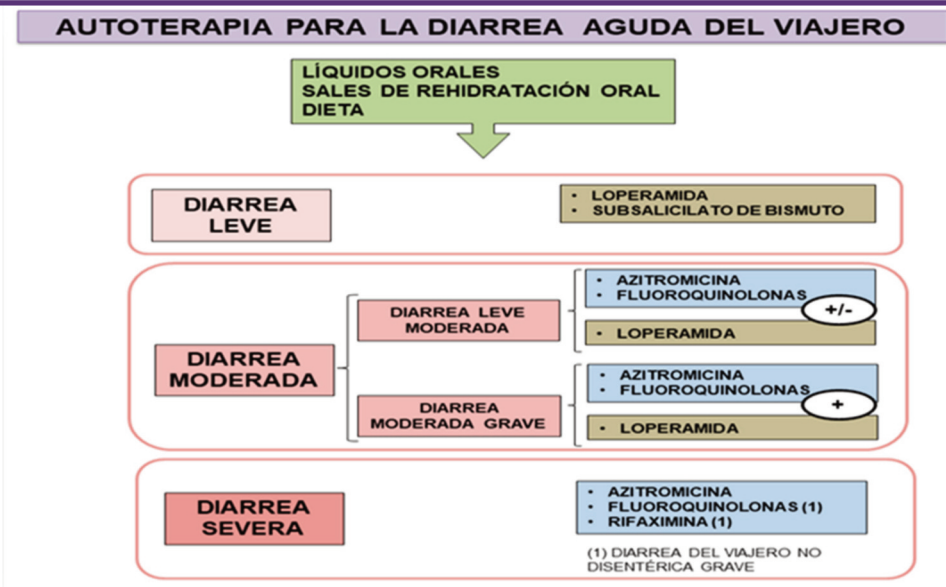 AUTOTERAPIA PARA LA DIARREA AGUDA DEL VIAJERO
LÍQUIDOS ORALES
SALES DE REHIDRATACIÓN ORAL
DIETA
DIARREA
LEVE
• LOPERAMIDA
• SUBSALICILATO DE BISMUTO
DIARREA
MODERADA
DIARREA LEVE
MODERADA
• AZITROMICINA
• FLUOROQUINOLONAS
+/-
• LOPERAMIDA
DIARREA
MODERADA GRAVE
• AZITROMICINA
• FLUOROQUINOLONAS
+
• LOPERAMIDA
DIARREA
SEVERA
• AZITROMICINA
• FLUOROQUINOLONAS (1)
• RIFAXIMINA (1)
(1) DIARREA DEL VIAJERO NO
DISENTÉRICA GRAVE